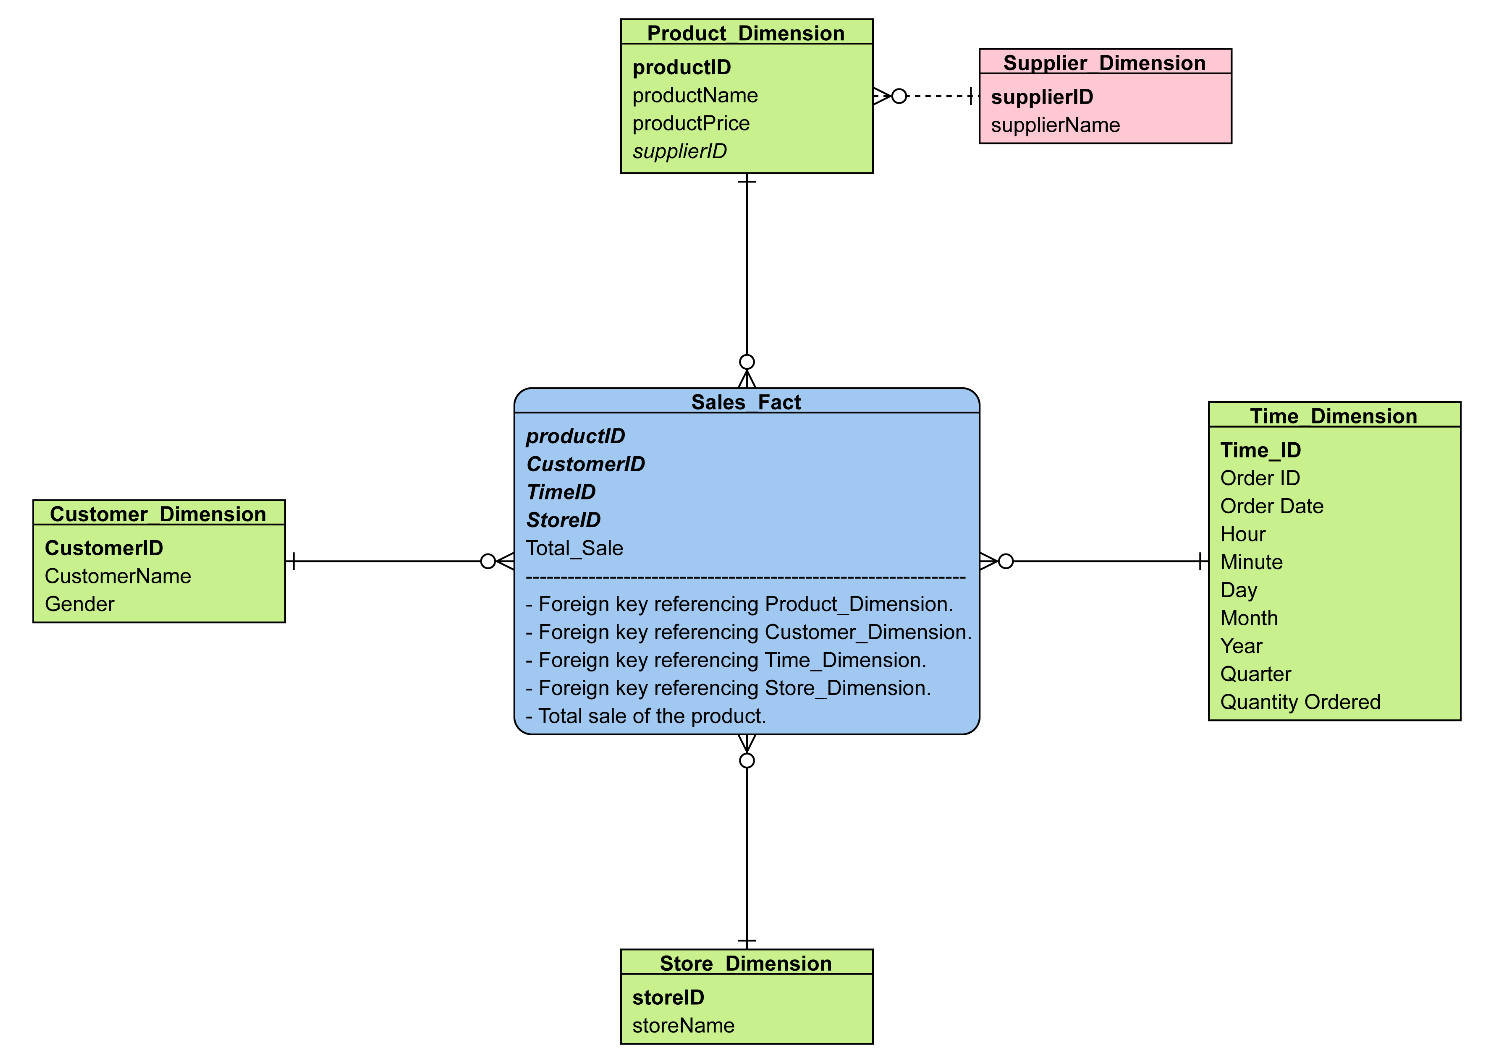 Product_Dimension
productID
productName
productPrice
supplierID
Supplier_Dimension
supplierID
supplierName
Sales_Fact
productID
CustomerID
TimeID
StoreID
Total_Sale
---------------------------------------------------------------
- Foreign key referencing Product_Dimension.
- Foreign key referencing Customer_Dimension.
- Foreign key referencing Time_Dimension.
- Foreign key referencing Store_Dimension.
- Total sale of the product.
Time_Dimension
Time_ID
Order ID
Order Date
Hour
Minute
Day
Month
Year
Quarter
Quantity Ordered
Customer_Dimension
CustomerID
CustomerName
Gender
Store_Dimension
storeID
storeName